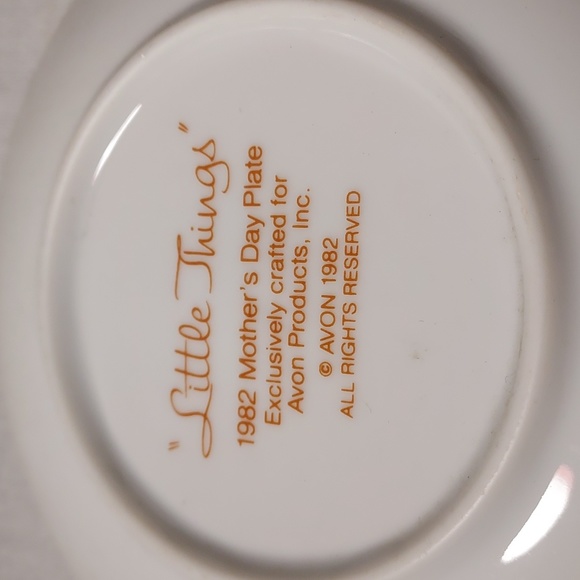 "Little Things"
1982 Mother's Day Plate
Exclusively crafted for
Avon Products, Inc.
© AVON 1982
ALL RIGHTS RESERVED